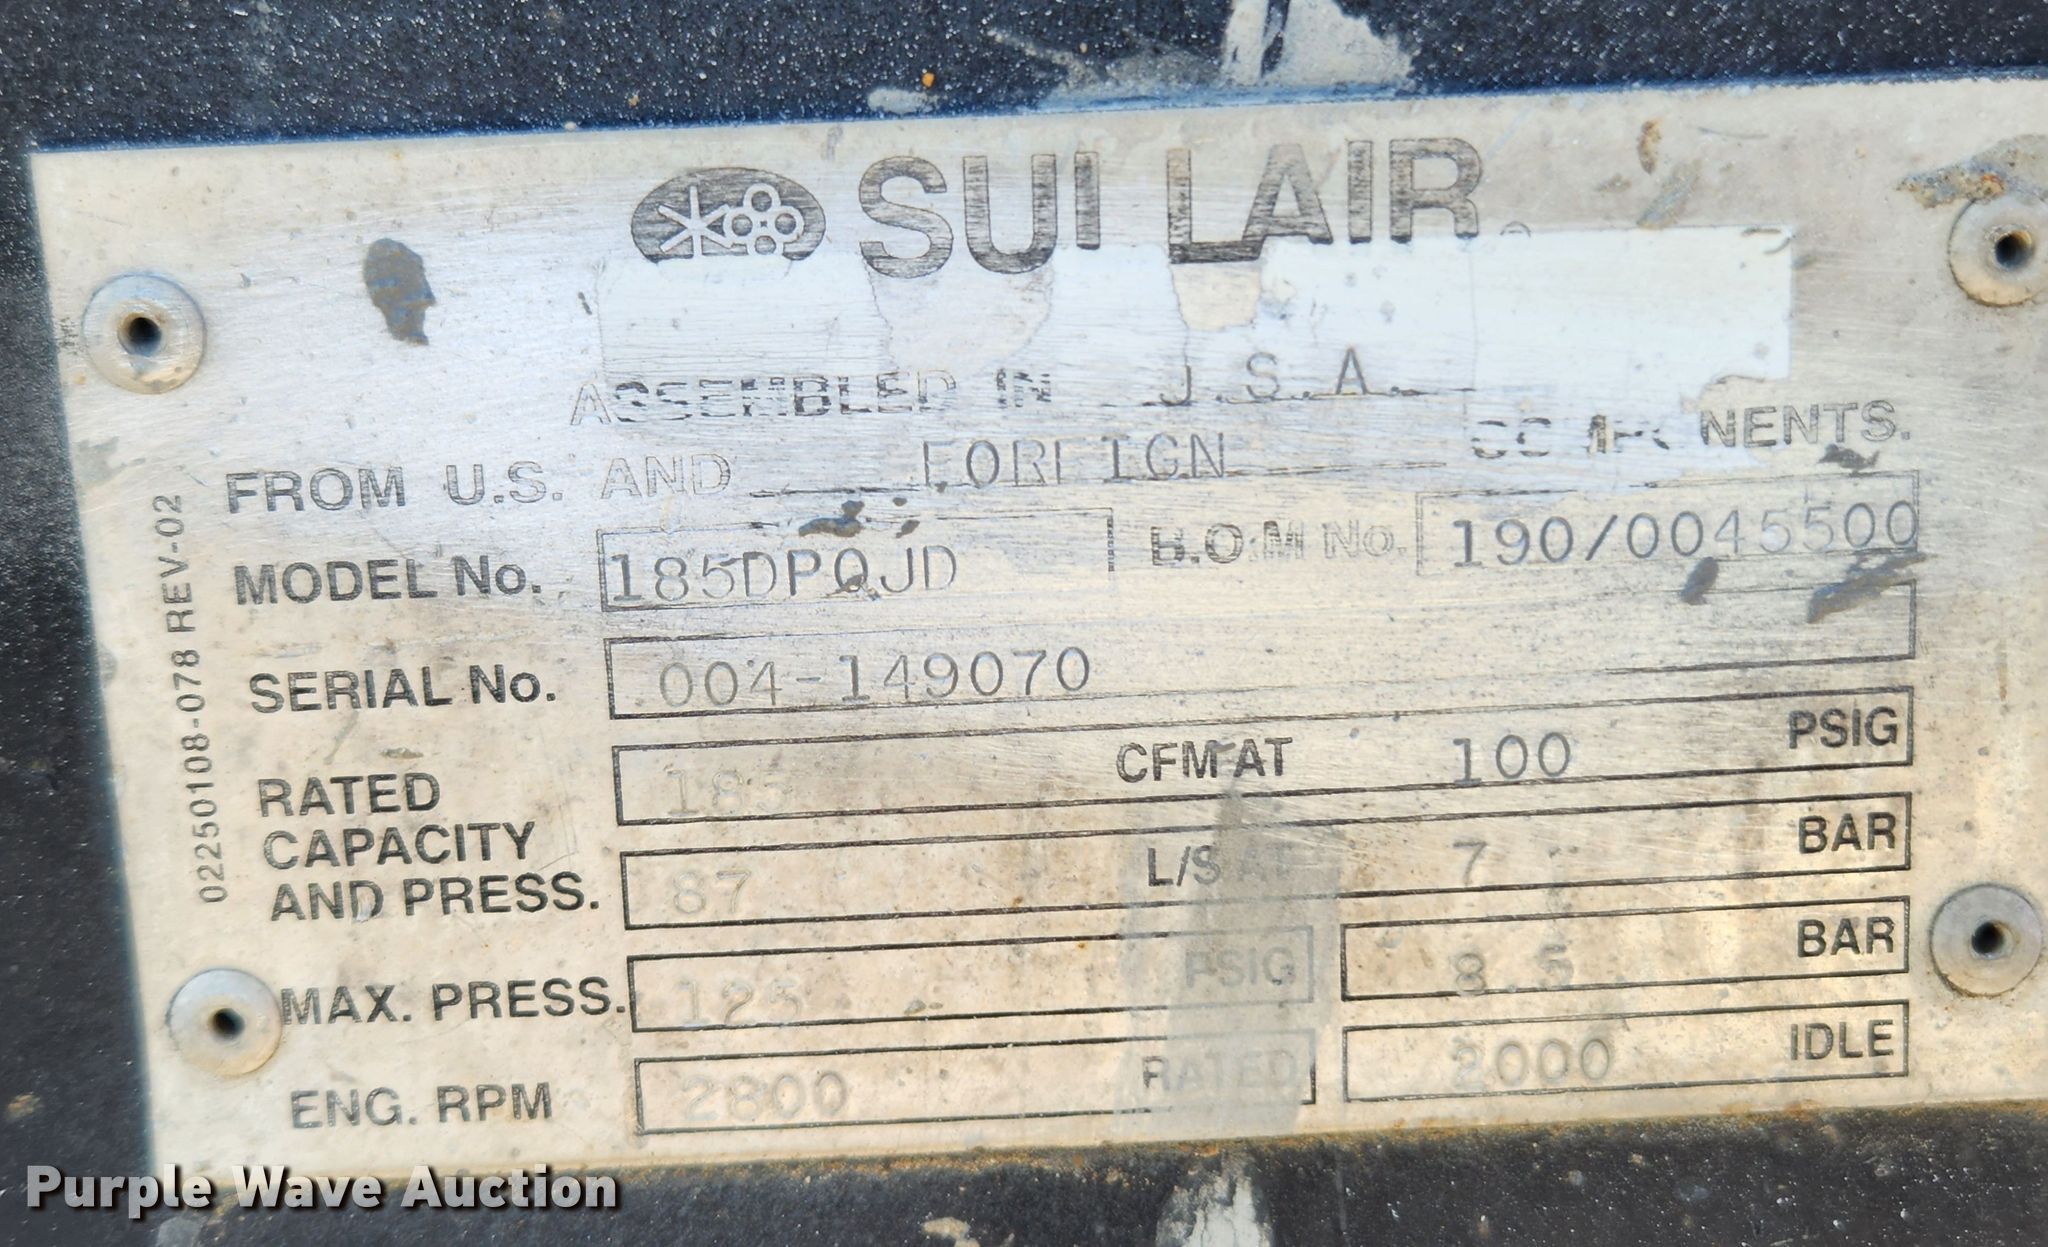 SULLAIR
ASSEMBLED IN U.S.A.
FROM U.S. AND FOREIGN COMPONENTS.
MODEL No. 185DPQJD B.O.M No. 190/0045500
SERIAL No. 004-149070
RATED CAPACITY AND PRESS.
185 CFM AT 100 PSIG
87 L/S AT 7 BAR
MAX. PRESS. 125 PSIG 8.5 BAR
ENG. RPM 2800 RATED 2000 IDLE
02250108-078 REV-02
Purple Wave Auction